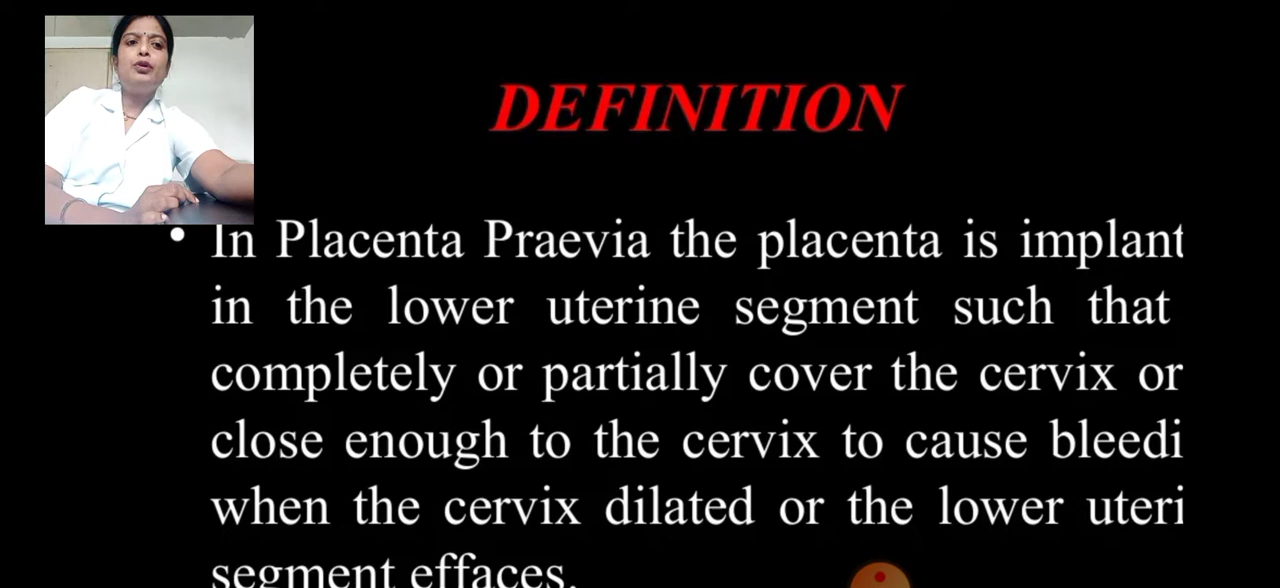 DEFINITION
• In Placenta Praevia the placenta is implant
in the lower uterine segment such that
completely or partially cover the cervix or
close enough to the cervix to cause bleedi
when the cervix dilated or the lower uteri
segment effaces.